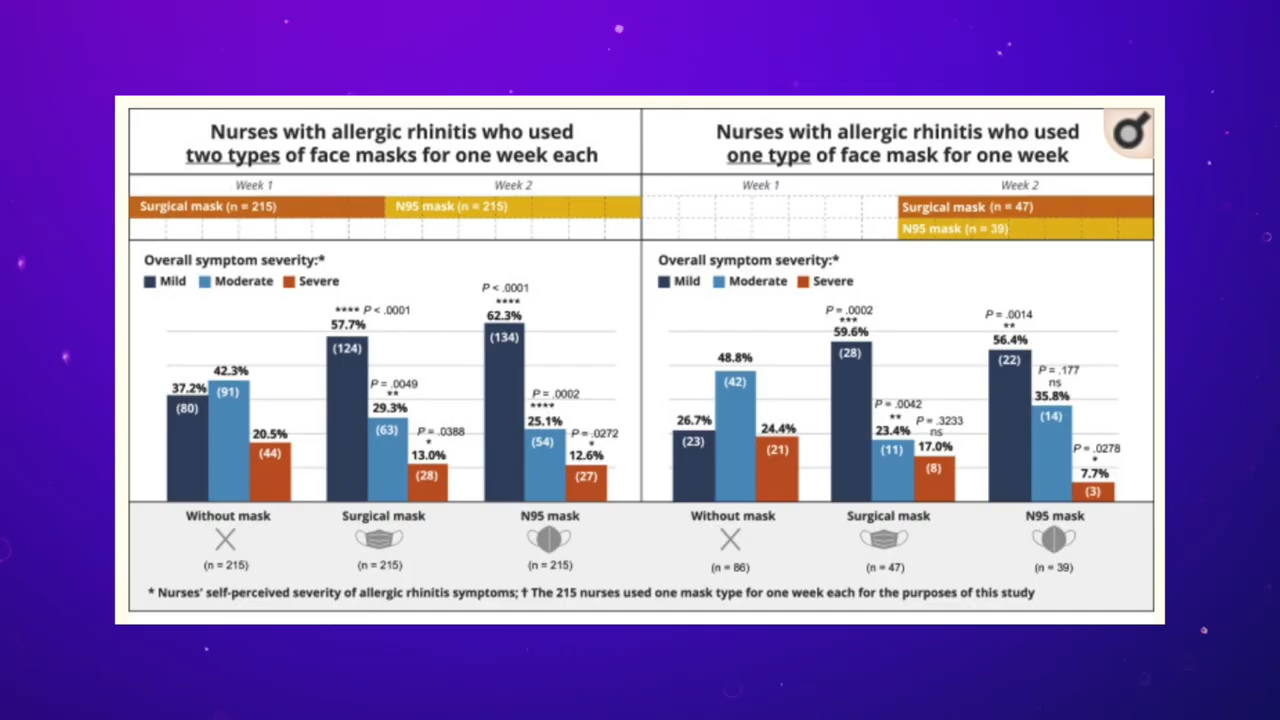 Nurses with allergic rhinitis who used
two types of face masks for one week each
Week 1 Week 2
Surgical mask (n = 215) N95 mask (n = 215)
Overall symptom severity:*
Mild Moderate Severe
37.2%
(80)
42.3%
(91)
20.5%
(44)
**** P < .0001
57.7%
(124)
P = .0049
**
29.3%
(63)
P = .0388
*
13.0%
(28)
P < .0001
****
62.3%
(134)
P = .0002
****
25.1%
(54)
P = .0272
*
12.6%
(27)
Without mask Surgical mask N95 mask
(n = 215) (n = 215) (n = 215)
Nurses with allergic rhinitis who used
one type of face mask for one week
Week 1 Week 2
Surgical mask (n = 47)
N95 mask (n = 39)
Overall symptom severity:*
Mild Moderate Severe
26.7%
(23)
48.8%
(42)
24.4%
(21)
P = .0002
***
59.6%
(28)
P = .0042
**
23.4%
(11)
P = .3233
ns
17.0%
(8)
P = .0014
**
56.4%
(22)
P = .177
ns
35.8%
(14)
P = .0278
*
7.7%
(3)
Without mask Surgical mask N95 mask
(n = 86) (n = 47) (n = 39)
* Nurses' self-perceived severity of allergic rhinitis symptoms; † The 215 nurses used one mask type for one week each for the purposes of this study